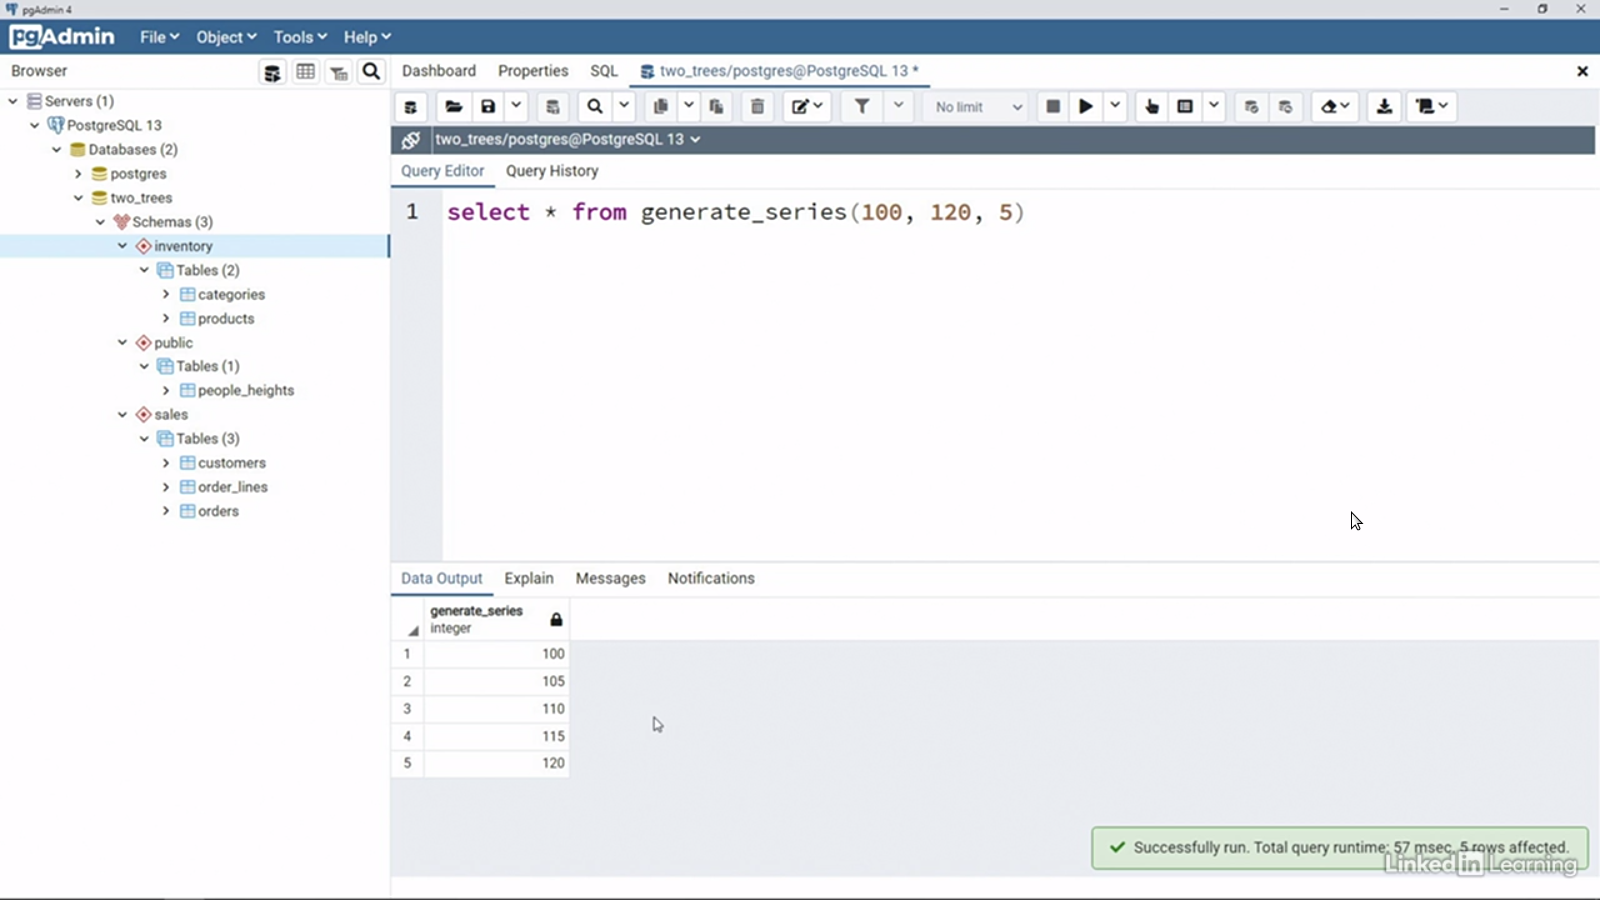 pgAdmin 4
pgAdmin File Object Tools Help
Browser
Dashboard Properties SQL two_trees/postgres@PostgreSQL 13 *
No limit
two_trees/postgres@PostgreSQL 13
Servers (1)
PostgreSQL 13
Databases (2)
postgres
two_trees
Schemas (3)
inventory
Tables (2)
categories
products
public
Tables (1)
people_heights
sales
Tables (3)
customers
order_lines
orders
Query Editor Query History
1 select * from generate_series(100, 120, 5)
Data Output Explain Messages Notifications
generate_series
integer
1 100
2 105
3 110
4 115
5 120
Successfully run. Total query runtime: 57 msec. 5 rows affected.
Linked in Learning